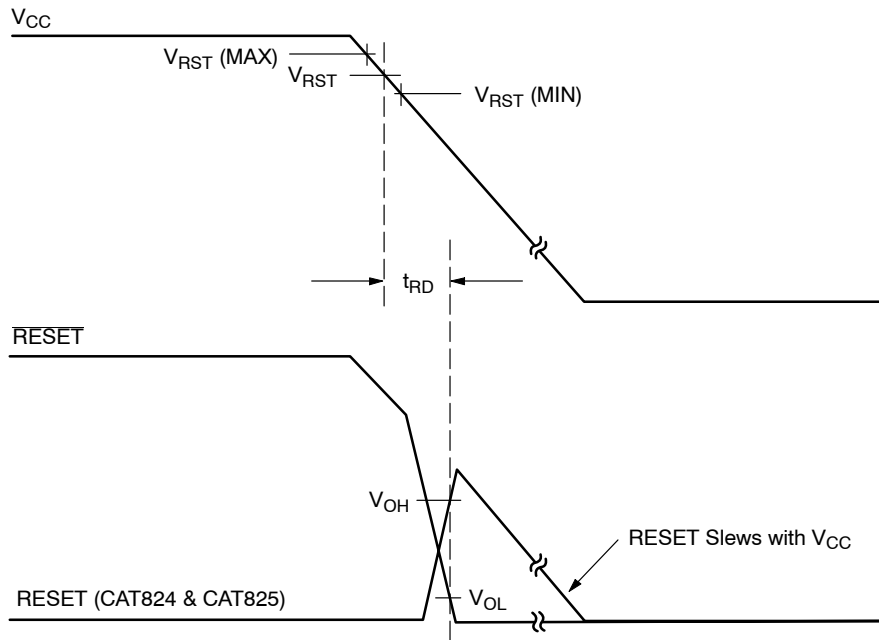 VCC
VRST (MAX)
VRST
VRST (MIN)
tRD
RESET
VOH
RESET Slews with VCC
RESET (CAT824 & CAT825)
VOL